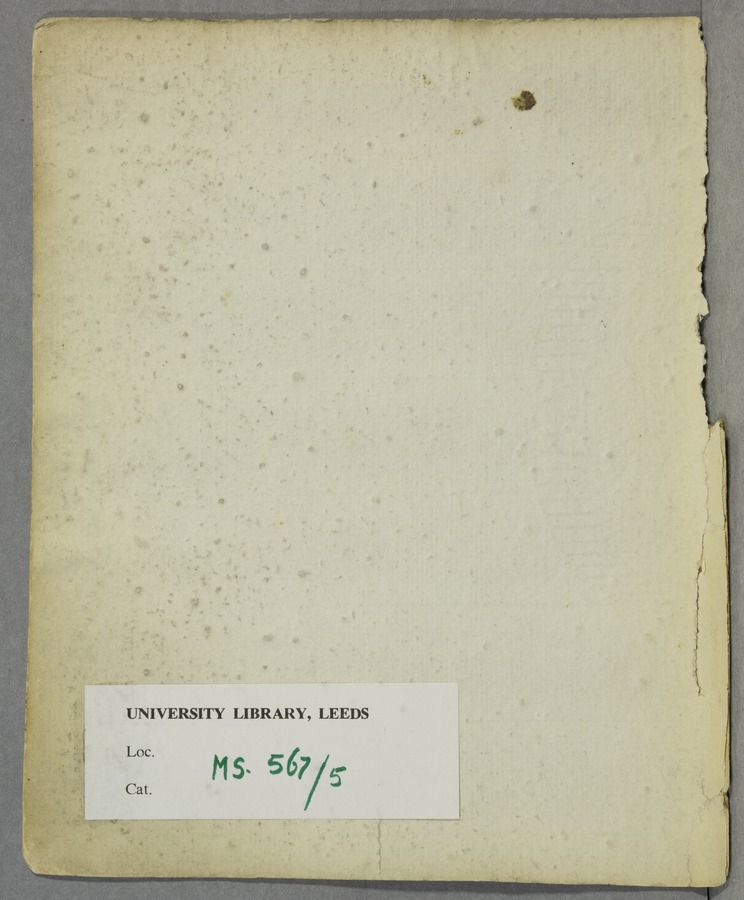 UNIVERSITY LIBRARY, LEEDS
Loc.
MS. 567/5
Cat.